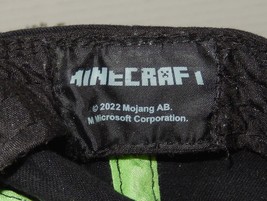 MINECRAFT
© 2022 Mojang AB.
M Microsoft Corporation.